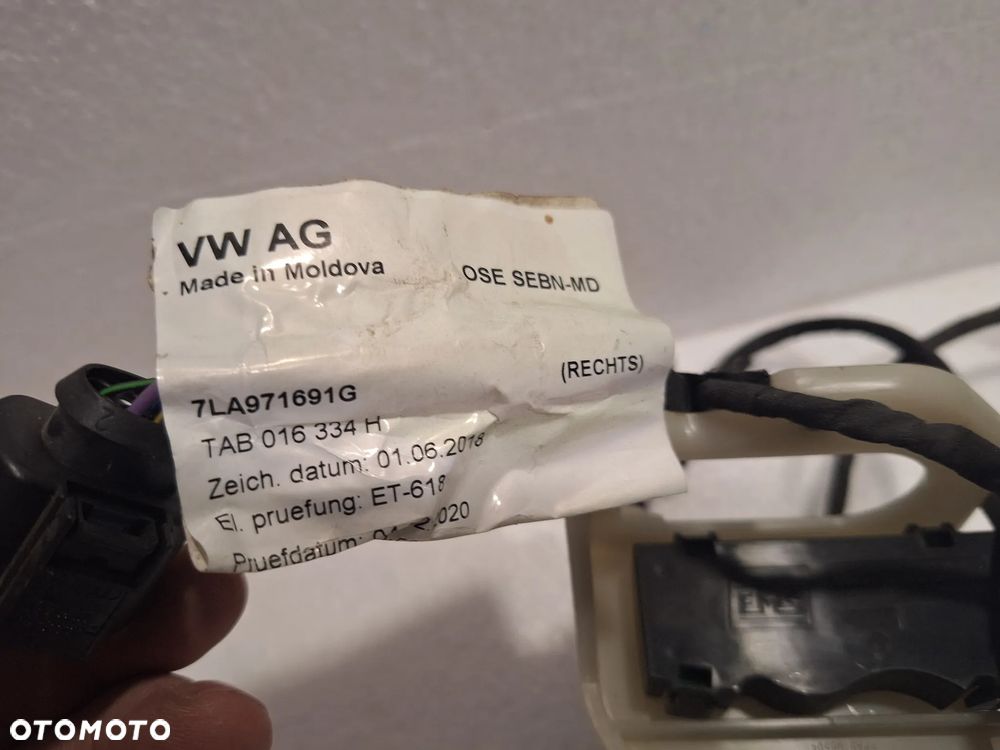 VW AG
Made in Moldova
OSE SEBN-MD
(RECHTS)
7LA971691G
TAB 016 334 H
Zeich. datum: 01.06.2018
El. pruefung: ET-618
Pruefdatum:
OTOMOTO